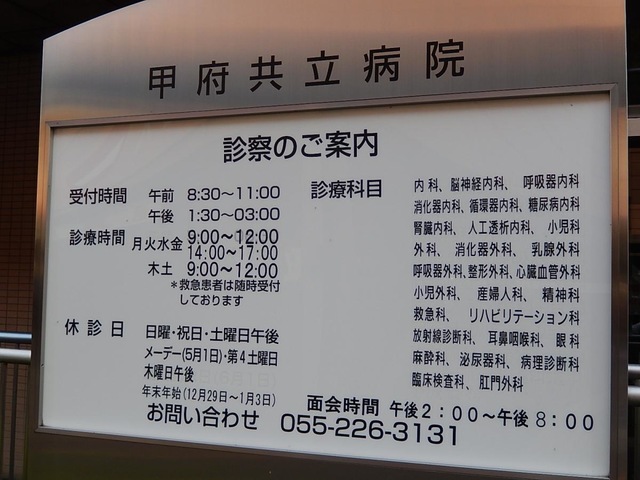 甲府共立病院
診察のご案内
受付時間 午前 8:30～11:00
午後 1:30～03:00
診療時間 月火水金 9:00～12:00
14:00～17:00
木土 9:00～12:00
＊救急患者は随時受付
しております
休診日 日曜・祝日・土曜日午後
メーデー(5月1日)・第4土曜日
木曜日午後
年末年始(12月29日～1月3日)
診療科目 内科、脳神経内科、呼吸器内科
消化器内科、循環器内科、糖尿病内科
腎臓内科、人工透析内科、小児科
外科、消化器外科、乳腺外科
呼吸器外科、整形外科、心臓血管外科
小児外科、産婦人科、精神科
救急科、リハビリテーション科
放射線診断科、耳鼻咽喉科、眼科
麻酔科、泌尿器科、病理診断科
臨床検査科、肛門外科
面会時間 午後2：00～午後8：00
お問い合わせ 055-226-3131